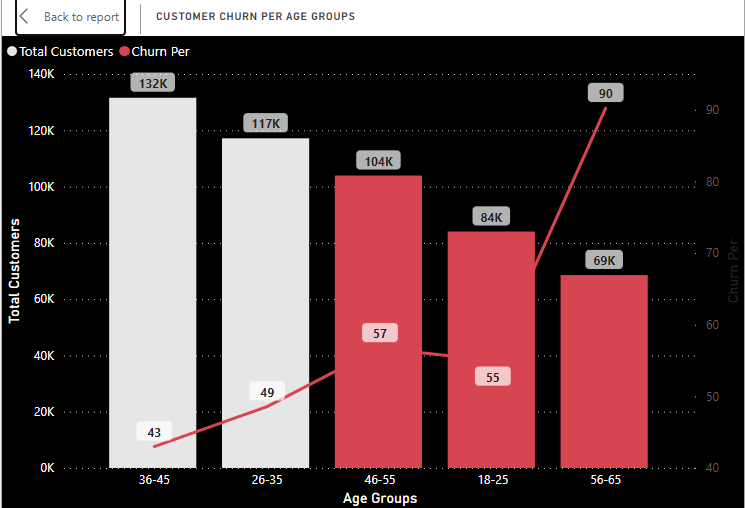 Back to report
CUSTOMER CHURN PER AGE GROUPS
Total Customers Churn Per
140K
120K
100K
80K
60K
40K
20K
0K
Total Customers
132K
117K
104K
84K
69K
43
49
57
55
90
90
80
70
60
50
40
Churn Per
36-45 26-35 46-55 18-25 56-65
Age Groups